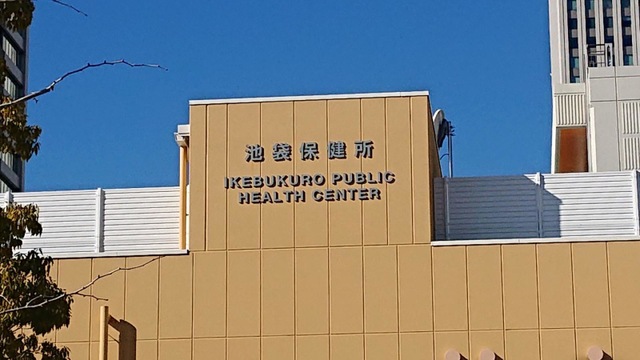 池袋保健所
IKEBUKURO PUBLIC
HEALTH CENTER